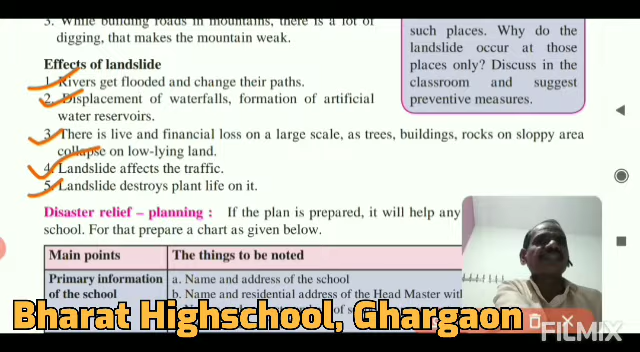 3. While building roads in mountains, there is a lot of
digging, that makes the mountain weak.
such places. Why do the
landslide occur at those
places only? Discuss in the
classroom and suggest
preventive measures.
Effects of landslide
1. Rivers get flooded and change their paths.
2. Displacement of waterfalls, formation of artificial
water reservoirs.
3. There is live and financial loss on a large scale, as trees, buildings, rocks on sloppy area
collapse on low-lying land.
4. Landslide affects the traffic.
5. Landslide destroys plant life on it.
Disaster relief – planning : If the plan is prepared, it will help any
school. For that prepare a chart as given below.
Main points The things to be noted
Primary information a. Name and address of the school
of the school b. Name and residential address of the Head Master with
Bharat Highschool, Ghargaon
FILMIX